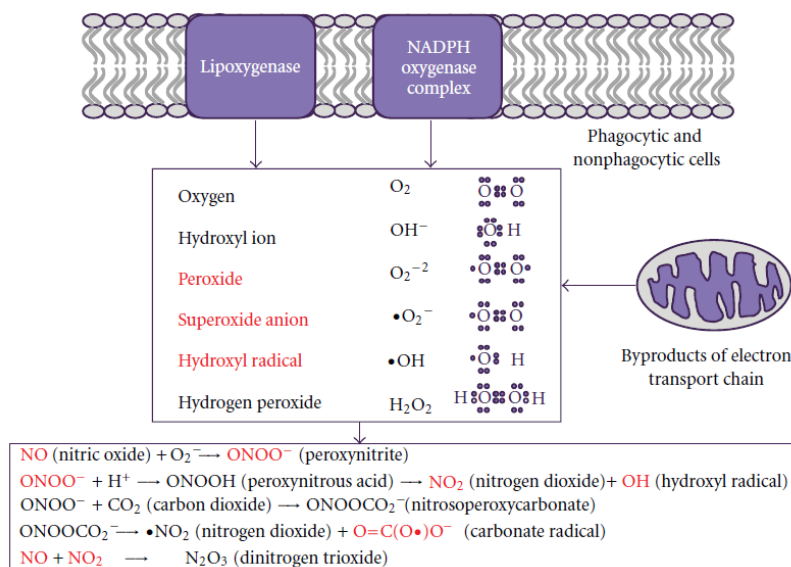 Lipoxygenase
NADPH
oxygenase
complex
Phagocytic and
nonphagocytic cells
Oxygen O₂ O O
Hydroxyl ion OH⁻ O H
Peroxide O₂⁻² O O
Superoxide anion •O₂⁻ O O
Hydroxyl radical •OH O H
Hydrogen peroxide H₂O₂ H O O H
Byproducts of electron
transport chain
NO (nitric oxide) + O₂⁻ → ONOO⁻ (peroxynitrite)
ONOO⁻ + H⁺ → ONOOH (peroxynitrous acid) → NO₂ (nitrogen dioxide)+ OH (hydroxyl radical)
ONOO⁻ + CO₂ (carbon dioxide) → ONOOCO₂⁻(nitrosoperoxycarbonate)
ONOOCO₂⁻→ •NO₂ (nitrogen dioxide) + O=C(O•)O⁻ (carbonate radical)
NO + NO₂ → N₂O₃ (dinitrogen trioxide)